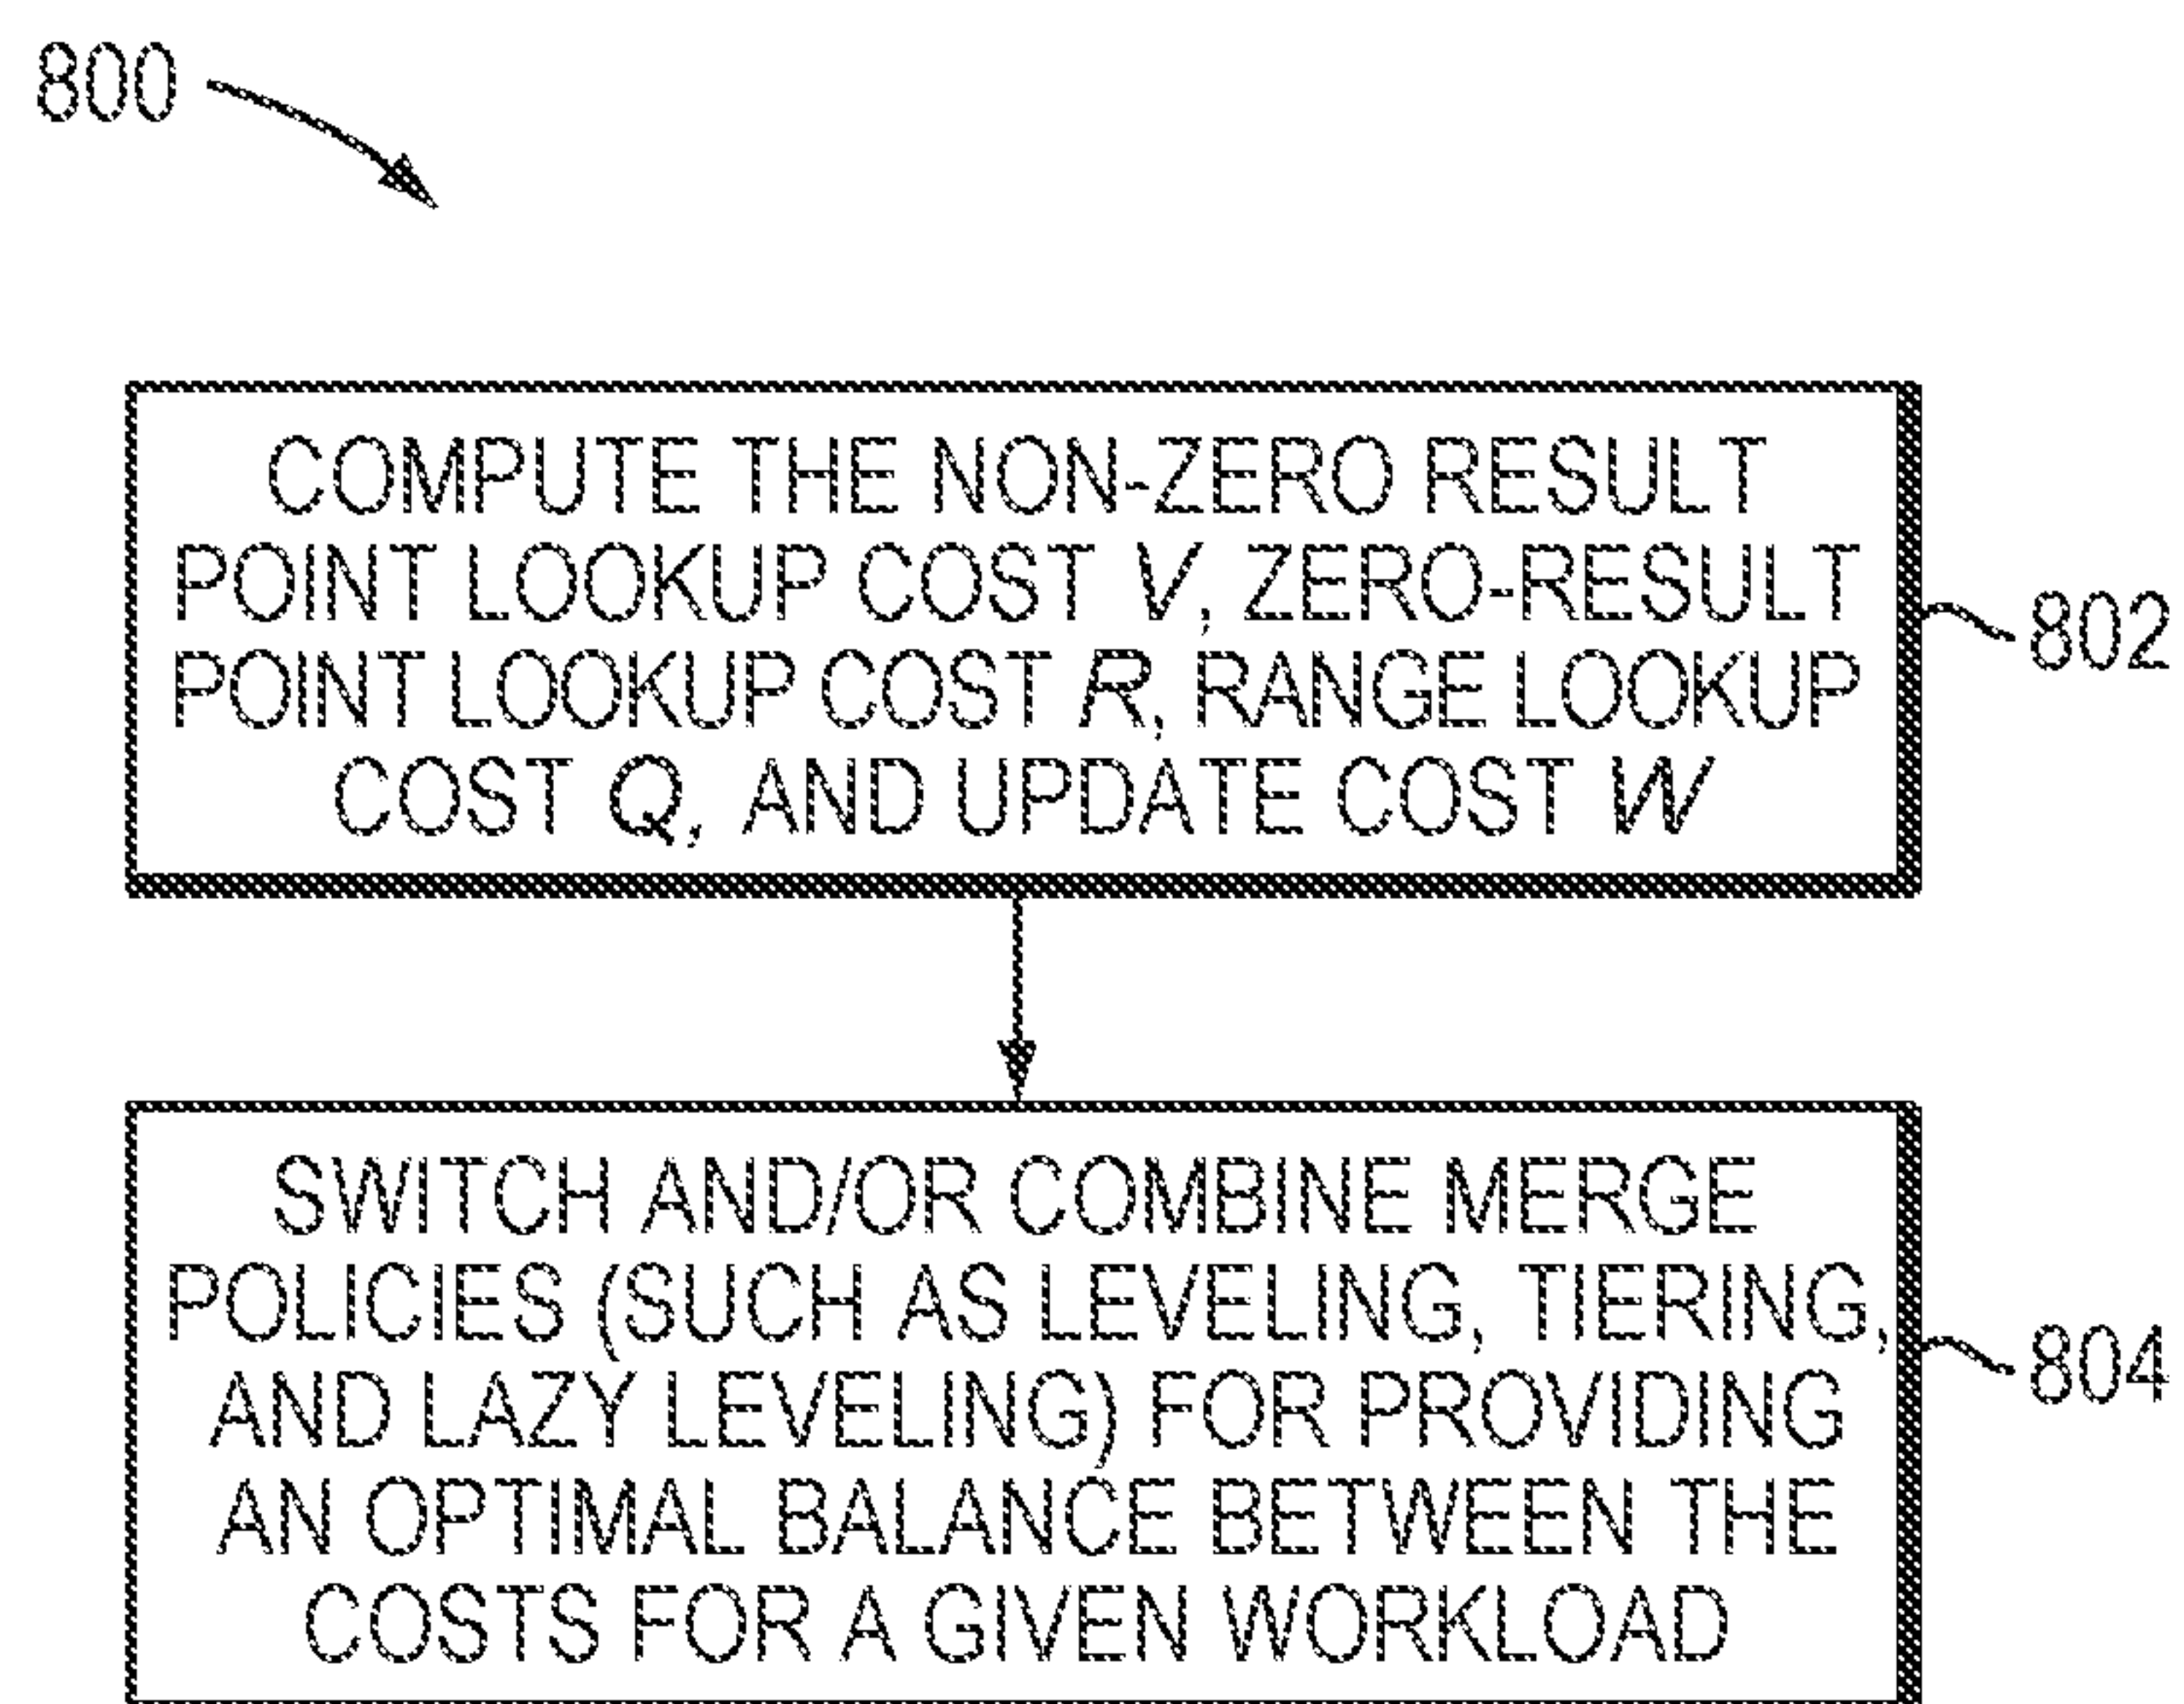 800
COMPUTE THE NON-ZERO RESULT
POINT LOOKUP COST V, ZERO-RESULT
POINT LOOKUP COST R, RANGE LOOKUP
COST Q, AND UPDATE COST W
802
SWITCH AND/OR COMBINE MERGE
POLICIES (SUCH AS LEVELING, TIERING,
AND LAZY LEVELING) FOR PROVIDING
AN OPTIMAL BALANCE BETWEEN THE
COSTS FOR A GIVEN WORKLOAD
804